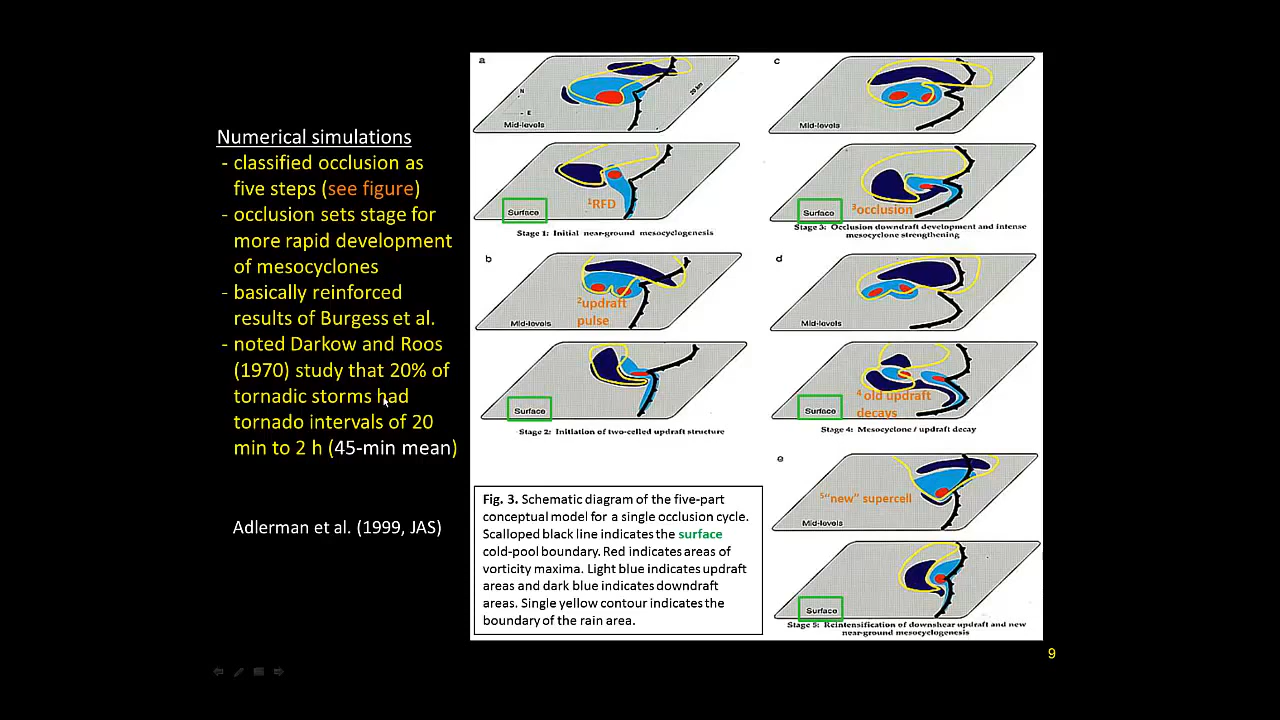 Numerical simulations
- classified occlusion as
five steps (see figure)
- occlusion sets stage for
more rapid development
of mesocyclones
- basically reinforced
results of Burgess et al.
- noted Darkow and Roos
(1970) study that 20% of
tornadic storms had
tornado intervals of 20
min to 2 h (45-min mean)
Adlerman et al. (1999, JAS)
a
N
E
20 km
Mid-levels
1RFD
Surface
Stage 1: Initial near-ground mesocyclogenesis
b
2updraft
pulse
Mid-levels
Surface
Stage 2: Initiation of two-celled updraft structure
c
Mid-levels
3occlusion
Surface
Stage 3: Occlusion downdraft development and intense
mesocyclone strengthening
d
Mid-levels
4 old updraft
decays
Surface
Stage 4: Mesocyclone / updraft decay
e
5"new" supercell
Mid-levels
Surface
Stage 5: Reintensification of downshear updraft and new
near-ground mesocyclogenesis
Fig. 3. Schematic diagram of the five-part
conceptual model for a single occlusion cycle.
Scalloped black line indicates the surface
cold-pool boundary. Red indicates areas of
vorticity maxima. Light blue indicates updraft
areas and dark blue indicates downdraft
areas. Single yellow contour indicates the
boundary of the rain area.
9